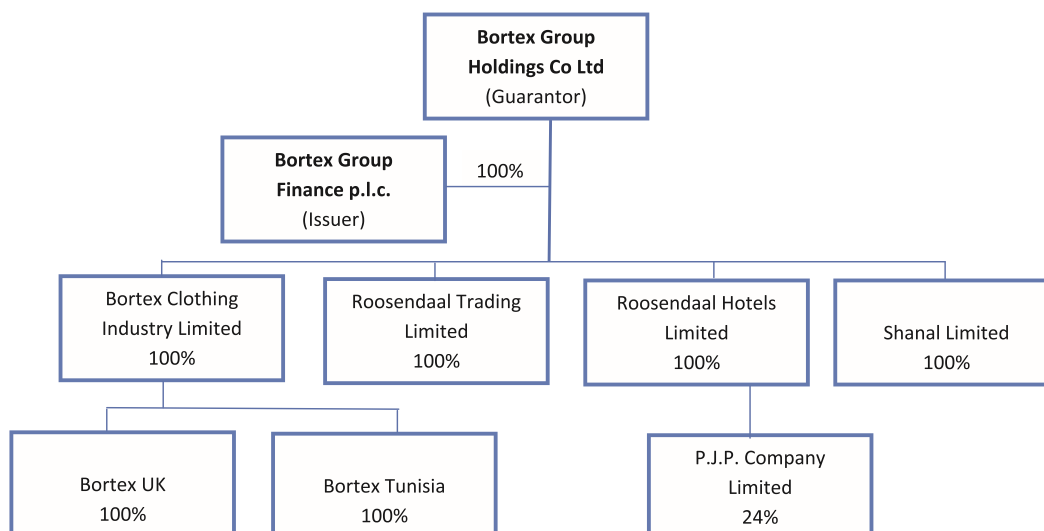 Bortex Group
Holdings Co Ltd
(Guarantor)
Bortex Group
Finance p.l.c.
(Issuer)
100%
Bortex Clothing
Industry Limited
100%
Roosendaal Trading
Limited
100%
Roosendaal Hotels
Limited
100%
Shanal Limited
100%
Bortex UK
100%
Bortex Tunisia
100%
P.J.P. Company
Limited
24%